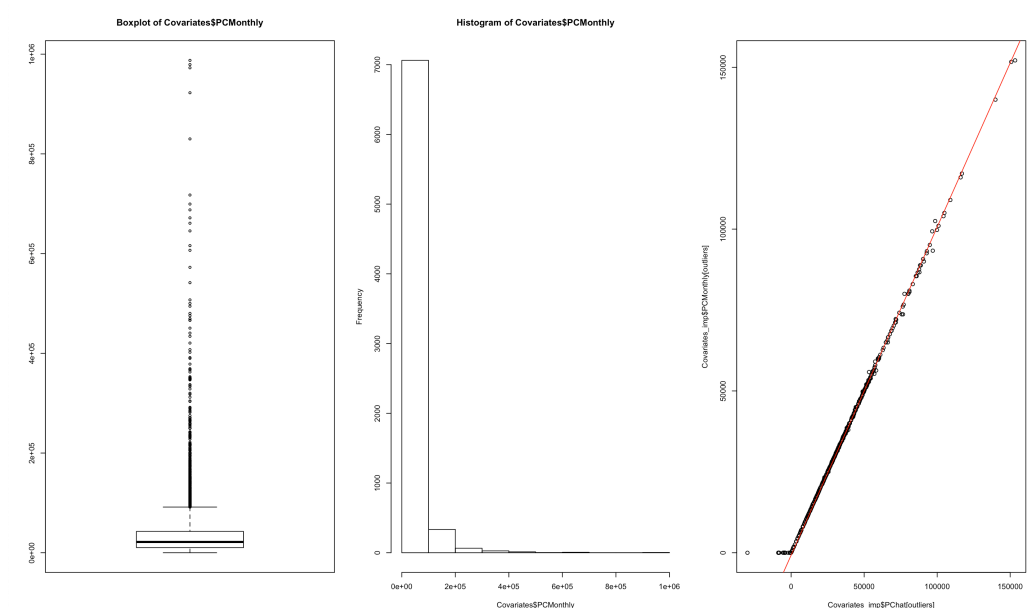 Boxplot of Covariates$PCMonthly
0e+00
2e+05
4e+05
6e+05
8e+05
1e+06
Histogram of Covariates$PCMonthly
Frequency
0
1000
2000
3000
4000
5000
6000
7000
0e+00 2e+05 4e+05 6e+05 8e+05 1e+06
Covariates$PCMonthly
Covariates_imp$PCMonthly[outliers]
0
50000
100000
150000
0 50000 100000 150000
Covariates_imp$PChat[outliers]